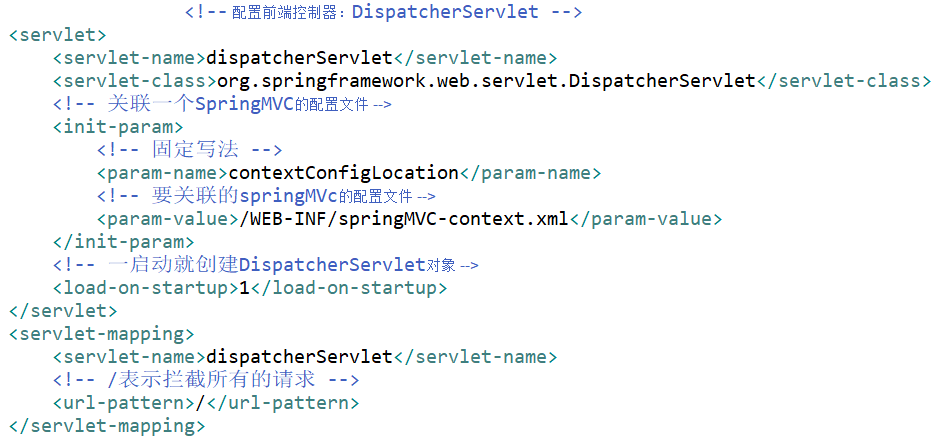 <!-- 配置前端控制器：DispatcherServlet -->
<servlet>
<servlet-name>dispatcherServlet</servlet-name>
<servlet-class>org.springframework.web.servlet.DispatcherServlet</servlet-class>
<!-- 关联一个SpringMVC的配置文件 -->
<init-param>
<!-- 固定写法 -->
<param-name>contextConfigLocation</param-name>
<!-- 要关联的springMVc的配置文件 -->
<param-value>/WEB-INF/springMVC-context.xml</param-value>
</init-param>
<!-- 一启动就创建DispatcherServlet对象 -->
<load-on-startup>1</load-on-startup>
</servlet>
<servlet-mapping>
<servlet-name>dispatcherServlet</servlet-name>
<!-- /表示拦截所有的请求 -->
<url-pattern>/</url-pattern>
</servlet-mapping>